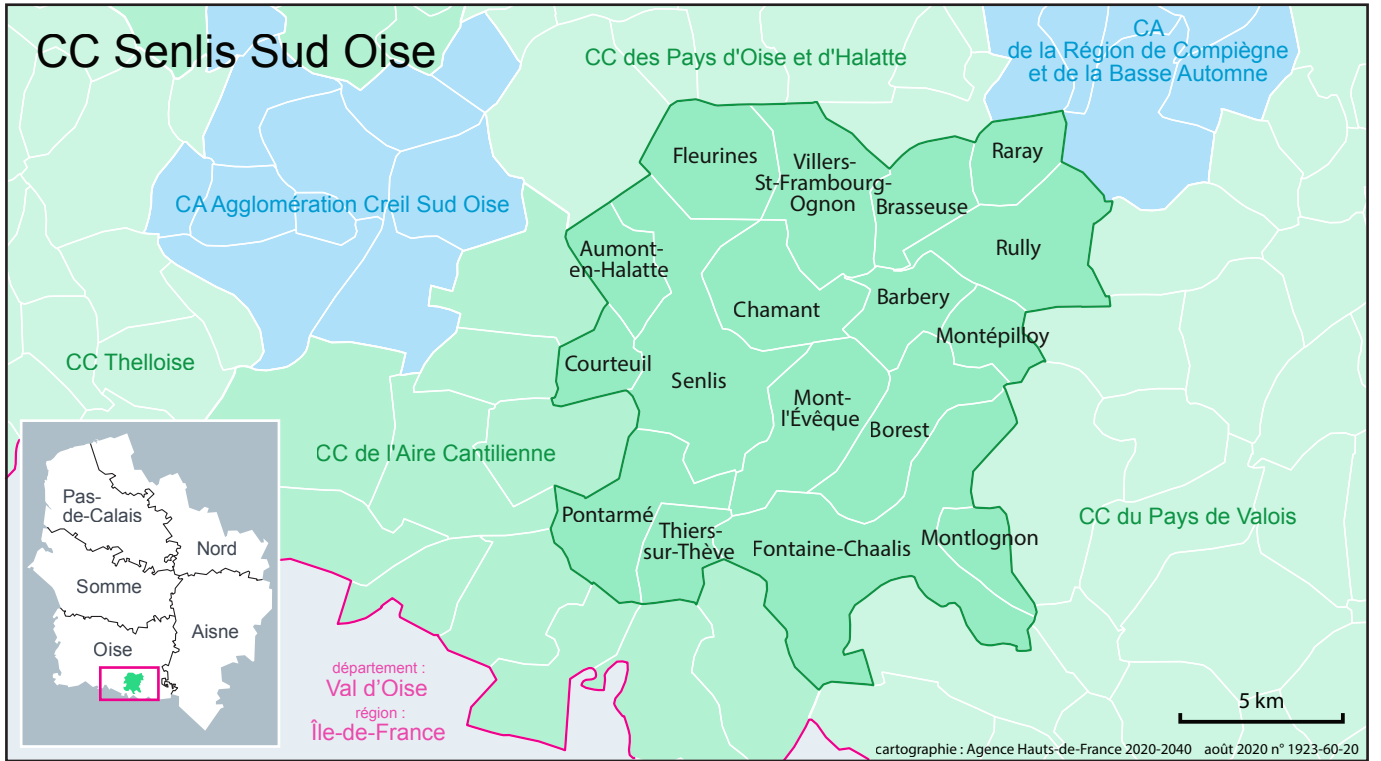 CC Senlis Sud Oise
CC des Pays d'Oise et d'Halatte
CA
de la Région de Compiègne
et de la Basse Automne
CA Agglomération Creil Sud Oise
CC Thelloise
CC de l'Aire Cantilienne
CC du Pays de Valois
Fleurines
Villers-
St-Frambourg-
Ognon
Raray
Brasseuse
Rully
Aumont-
en-Halatte
Chamant
Barbery
Montépilloy
Courteuil
Senlis
Mont-
l'Évêque
Borest
Pontarmé
Thiers-
sur-Thève
Fontaine-Chaalis
Montlognon
Pas-
de-Calais
Nord
Somme
Aisne
Oise
département :
Val d’Oise
région :
Île-de-France
5 km
cartographie : Agence Hauts-de-France 2020-2040 août 2020 n° 1923-60-20